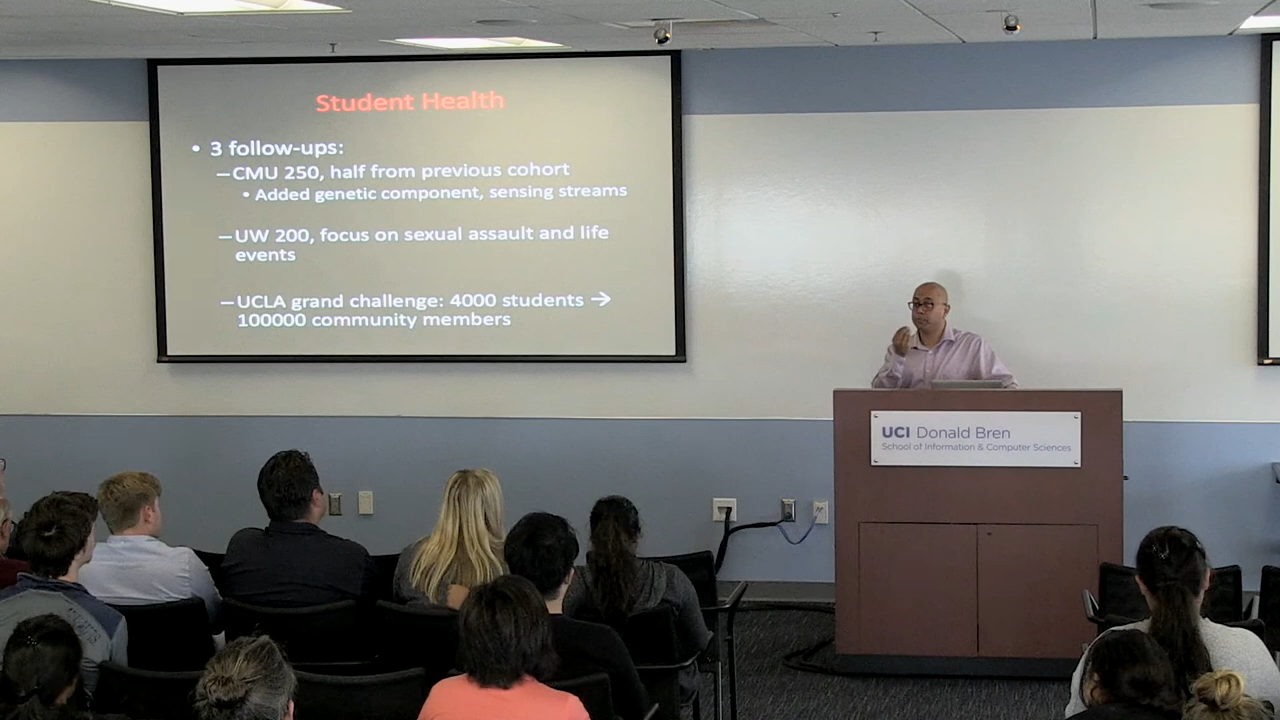 Student Health
• 3 follow-ups:
–CMU 250, half from previous cohort
• Added genetic component, sensing streams
–UW 200, focus on sexual assault and life
events
–UCLA grand challenge: 4000 students →
100000 community members
UCI Donald Bren
School of Information & Computer Sciences